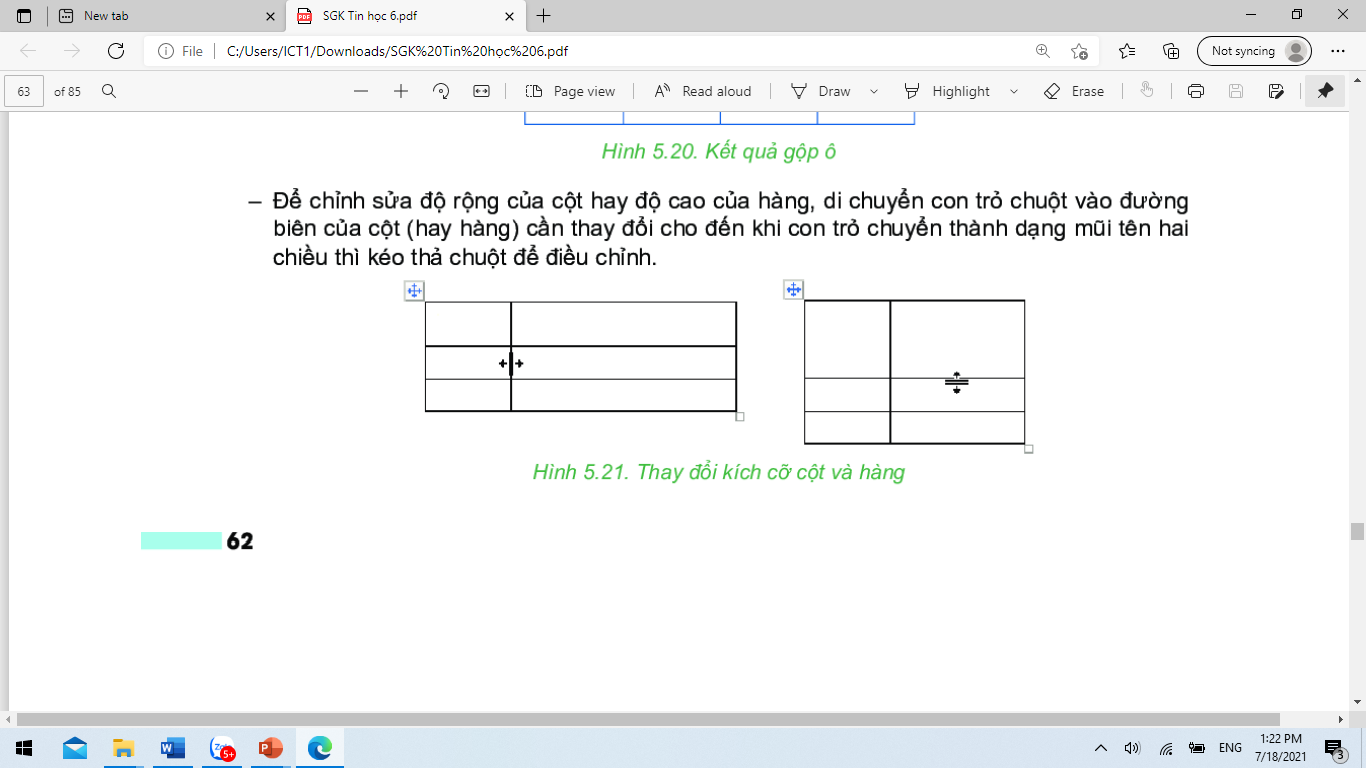 New tab
SGK Tin học 6.pdf
File
C:/Users/ICT1/Downloads/SGK%20Tin%20học%206.pdf
Not syncing
63 of 85
Page view
Read aloud
Draw
Highlight
Erase
Hình 5.20. Kết quả gộp ô
– Để chỉnh sửa độ rộng của cột hay độ cao của hàng, di chuyển con trỏ chuột vào đường
biên của cột (hay hàng) cần thay đổi cho đến khi con trỏ chuyển thành dạng mũi tên hai
chiều thì kéo thả chuột để điều chỉnh.
Hình 5.21. Thay đổi kích cỡ cột và hàng
62
5+
ENG
1:22 PM
7/18/2021
3